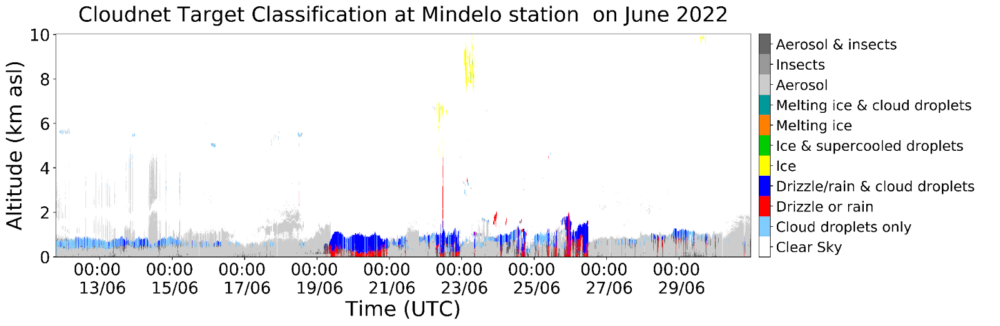 Cloudnet Target Classification at Mindelo station on June 2022
10
8
6
4
2
0
Altitude (km asl)
00:00 00:00 00:00 00:00 00:00 00:00 00:00 00:00 00:00
13/06 15/06 17/06 19/06 21/06 23/06 25/06 27/06 29/06
Time (UTC)
Aerosol & insects
Insects
Aerosol
Melting ice & cloud droplets
Melting ice
Ice & supercooled droplets
Ice
Drizzle/rain & cloud droplets
Drizzle or rain
Cloud droplets only
Clear Sky